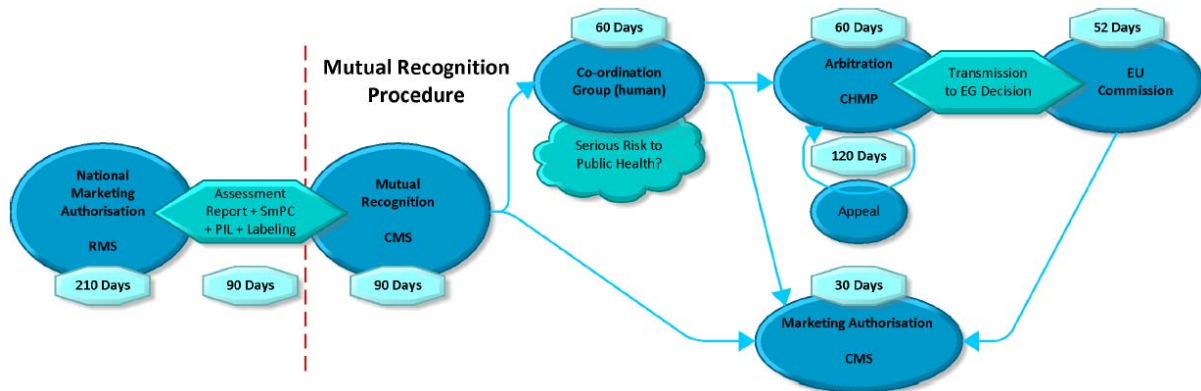 Mutual Recognition
Procedure
National
Marketing
Authorisation
RMS
210 Days
Assessment
Report + SmPC
+ PIL + Labeling
90 Days
Mutual
Recognition
CMS
90 Days
60 Days
Co-ordination
Group (human)
Serious Risk to
Public Health?
60 Days
Arbitration
CHMP
120 Days
Appeal
Transmission
to EG Decision
52 Days
EU
Commission
30 Days
Marketing Authorisation
CMS